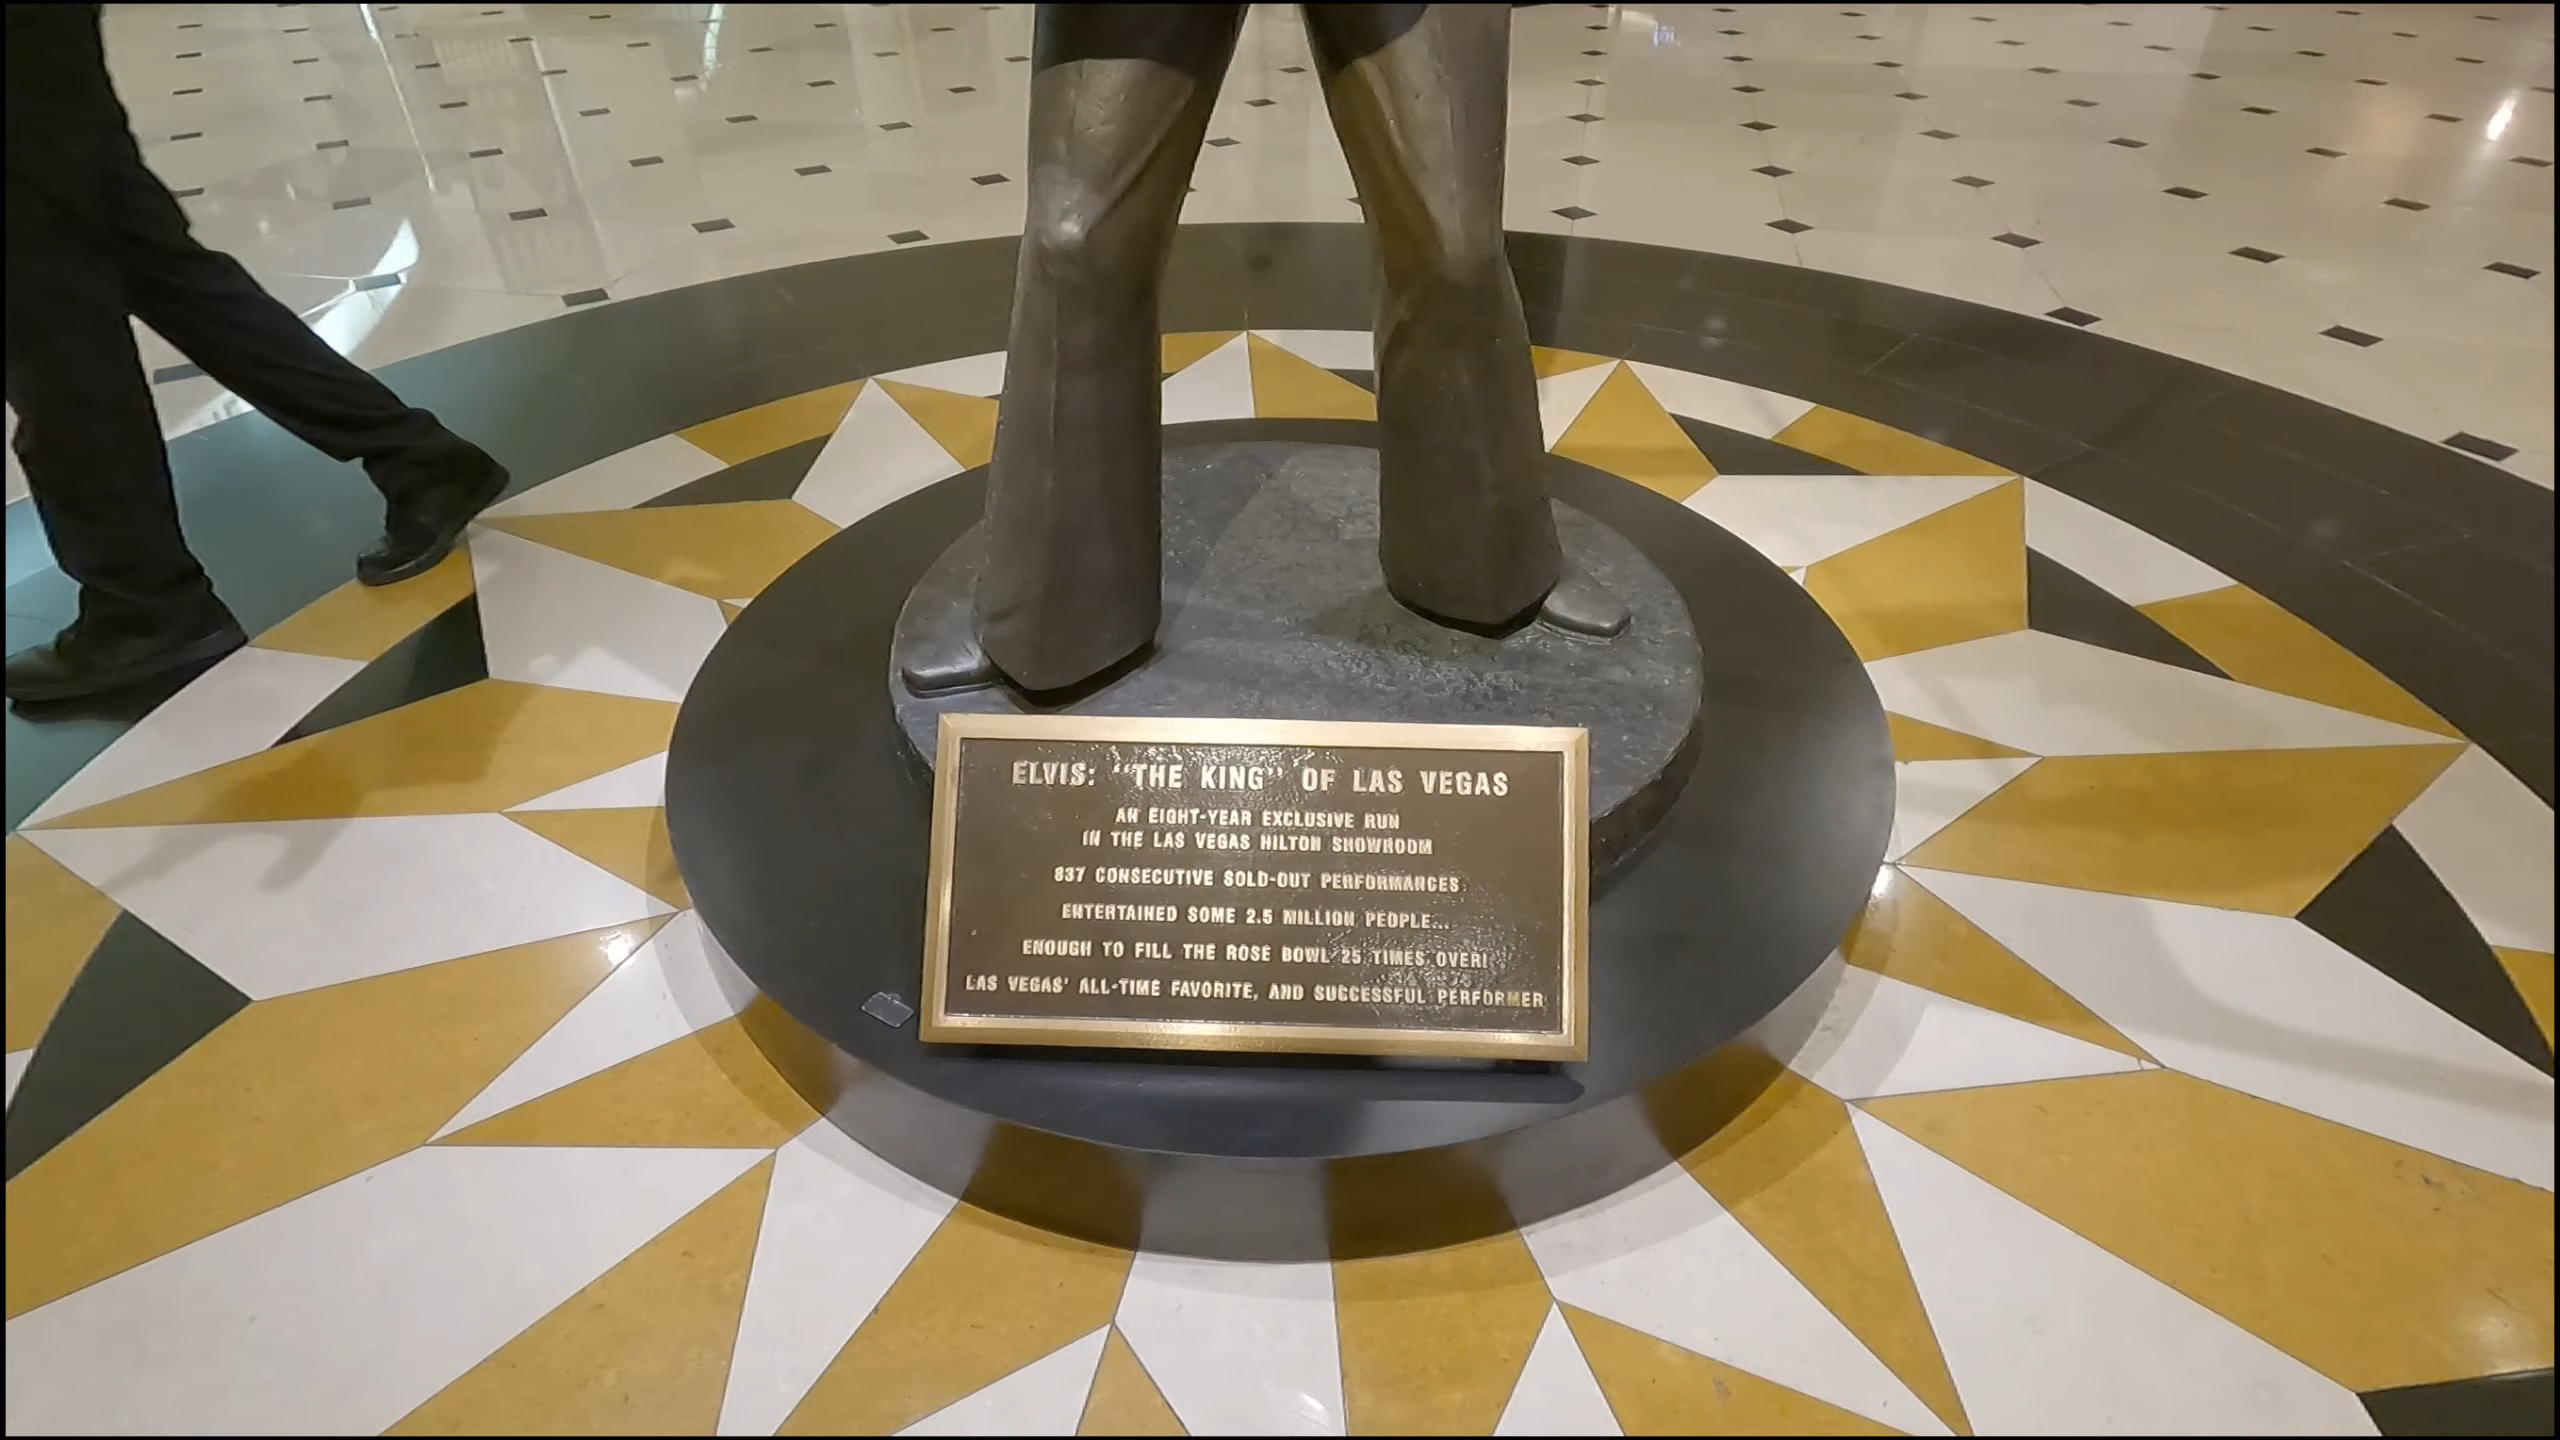 ELVIS: "THE KING" OF LAS VEGAS
AN EIGHT-YEAR EXCLUSIVE RUN
IN THE LAS VEGAS HILTON SHOWROOM
837 CONSECUTIVE SOLD-OUT PERFORMANCES
ENTERTAINED SOME 2.5 MILLION PEOPLE...
ENOUGH TO FILL THE ROSE BOWL 25 TIMES OVER!
LAS VEGAS' ALL-TIME FAVORITE, AND SUCCESSFUL PERFORMER